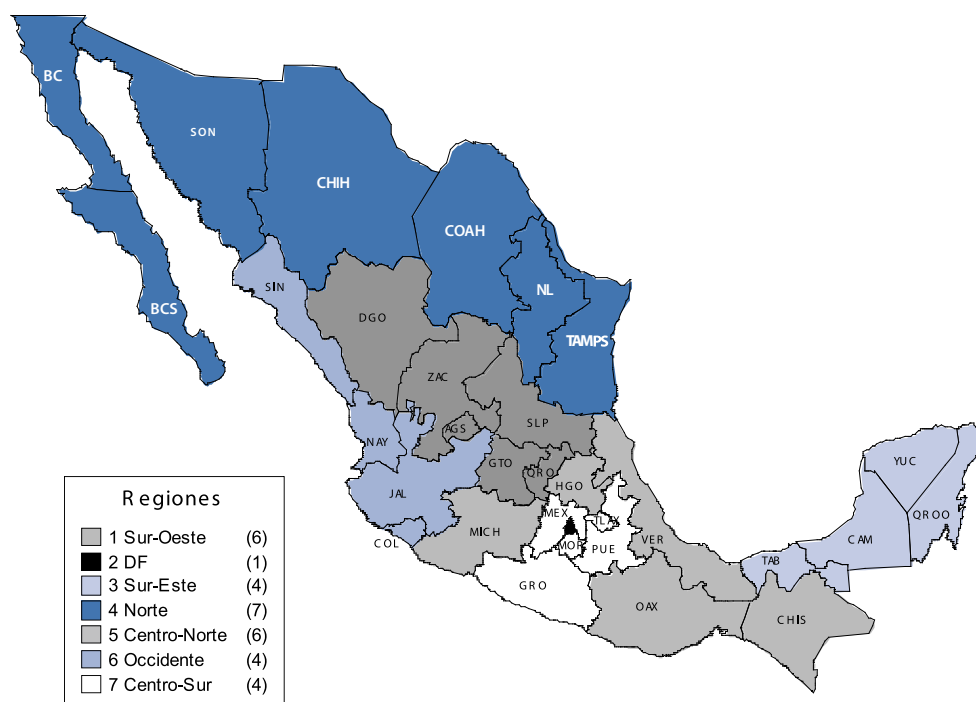 BC
SON
CHIH
COAH
SIN
NL
BCS
DGO
TAMPS
ZAC
AGS
SLP
NAY
GTO
QRO
HGO
YUC
JAL
MEX
TLAX
QROO
COL
MICH
MOR
PUE
VER
CAM
TAB
GRO
OAX
CHIS
Regiones
1 Sur-Oeste (6)
2 DF (1)
3 Sur-Este (4)
4 Norte (7)
5 Centro-Norte (6)
6 Occidente (4)
7 Centro-Sur (4)